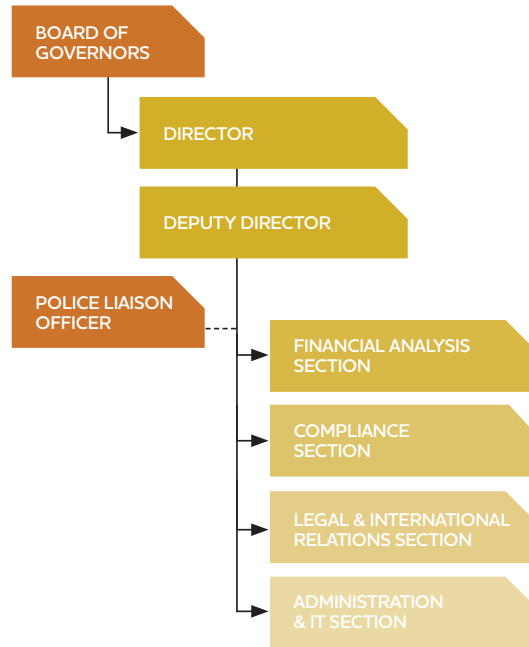 BOARD OF
GOVERNORS
DIRECTOR
DEPUTY DIRECTOR
POLICE LIAISON
OFFICER
FINANCIAL ANALYSIS
SECTION
COMPLIANCE
SECTION
LEGAL & INTERNATIONAL
RELATIONS SECTION
ADMINISTRATION
& IT SECTION